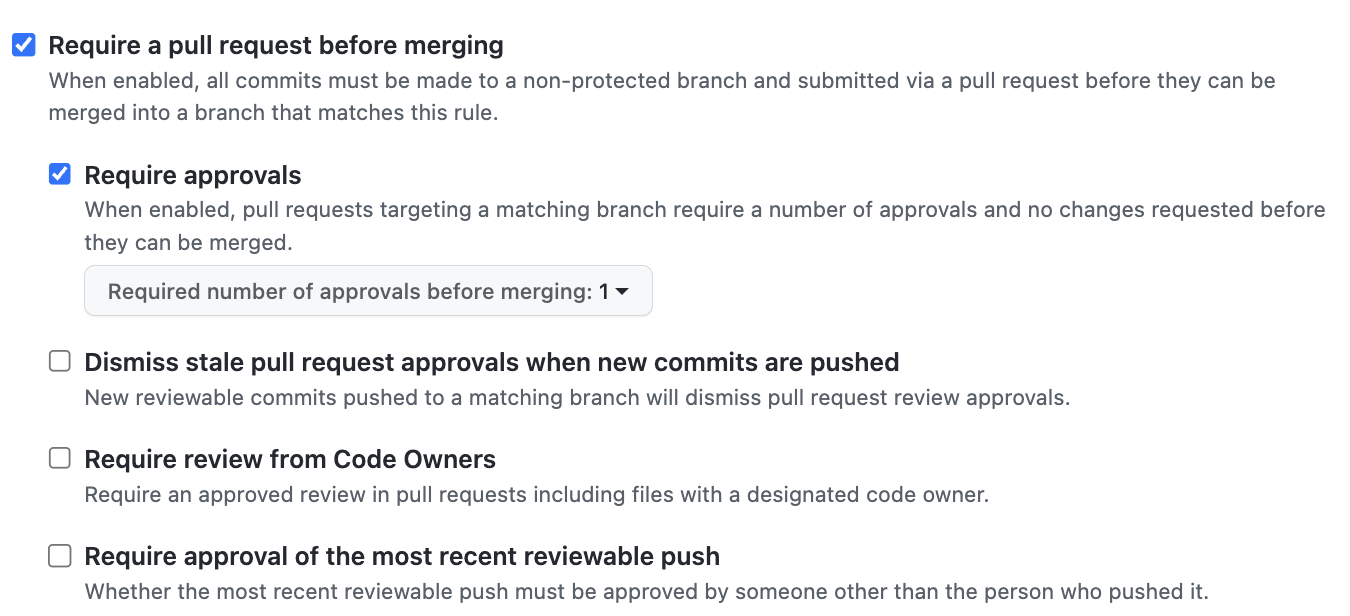 Require a pull request before merging
When enabled, all commits must be made to a non-protected branch and submitted via a pull request before they can be
merged into a branch that matches this rule.
Require approvals
When enabled, pull requests targeting a matching branch require a number of approvals and no changes requested before
they can be merged.
Required number of approvals before merging: 1
Dismiss stale pull request approvals when new commits are pushed
New reviewable commits pushed to a matching branch will dismiss pull request review approvals.
Require review from Code Owners
Require an approved review in pull requests including files with a designated code owner.
Require approval of the most recent reviewable push
Whether the most recent reviewable push must be approved by someone other than the person who pushed it.